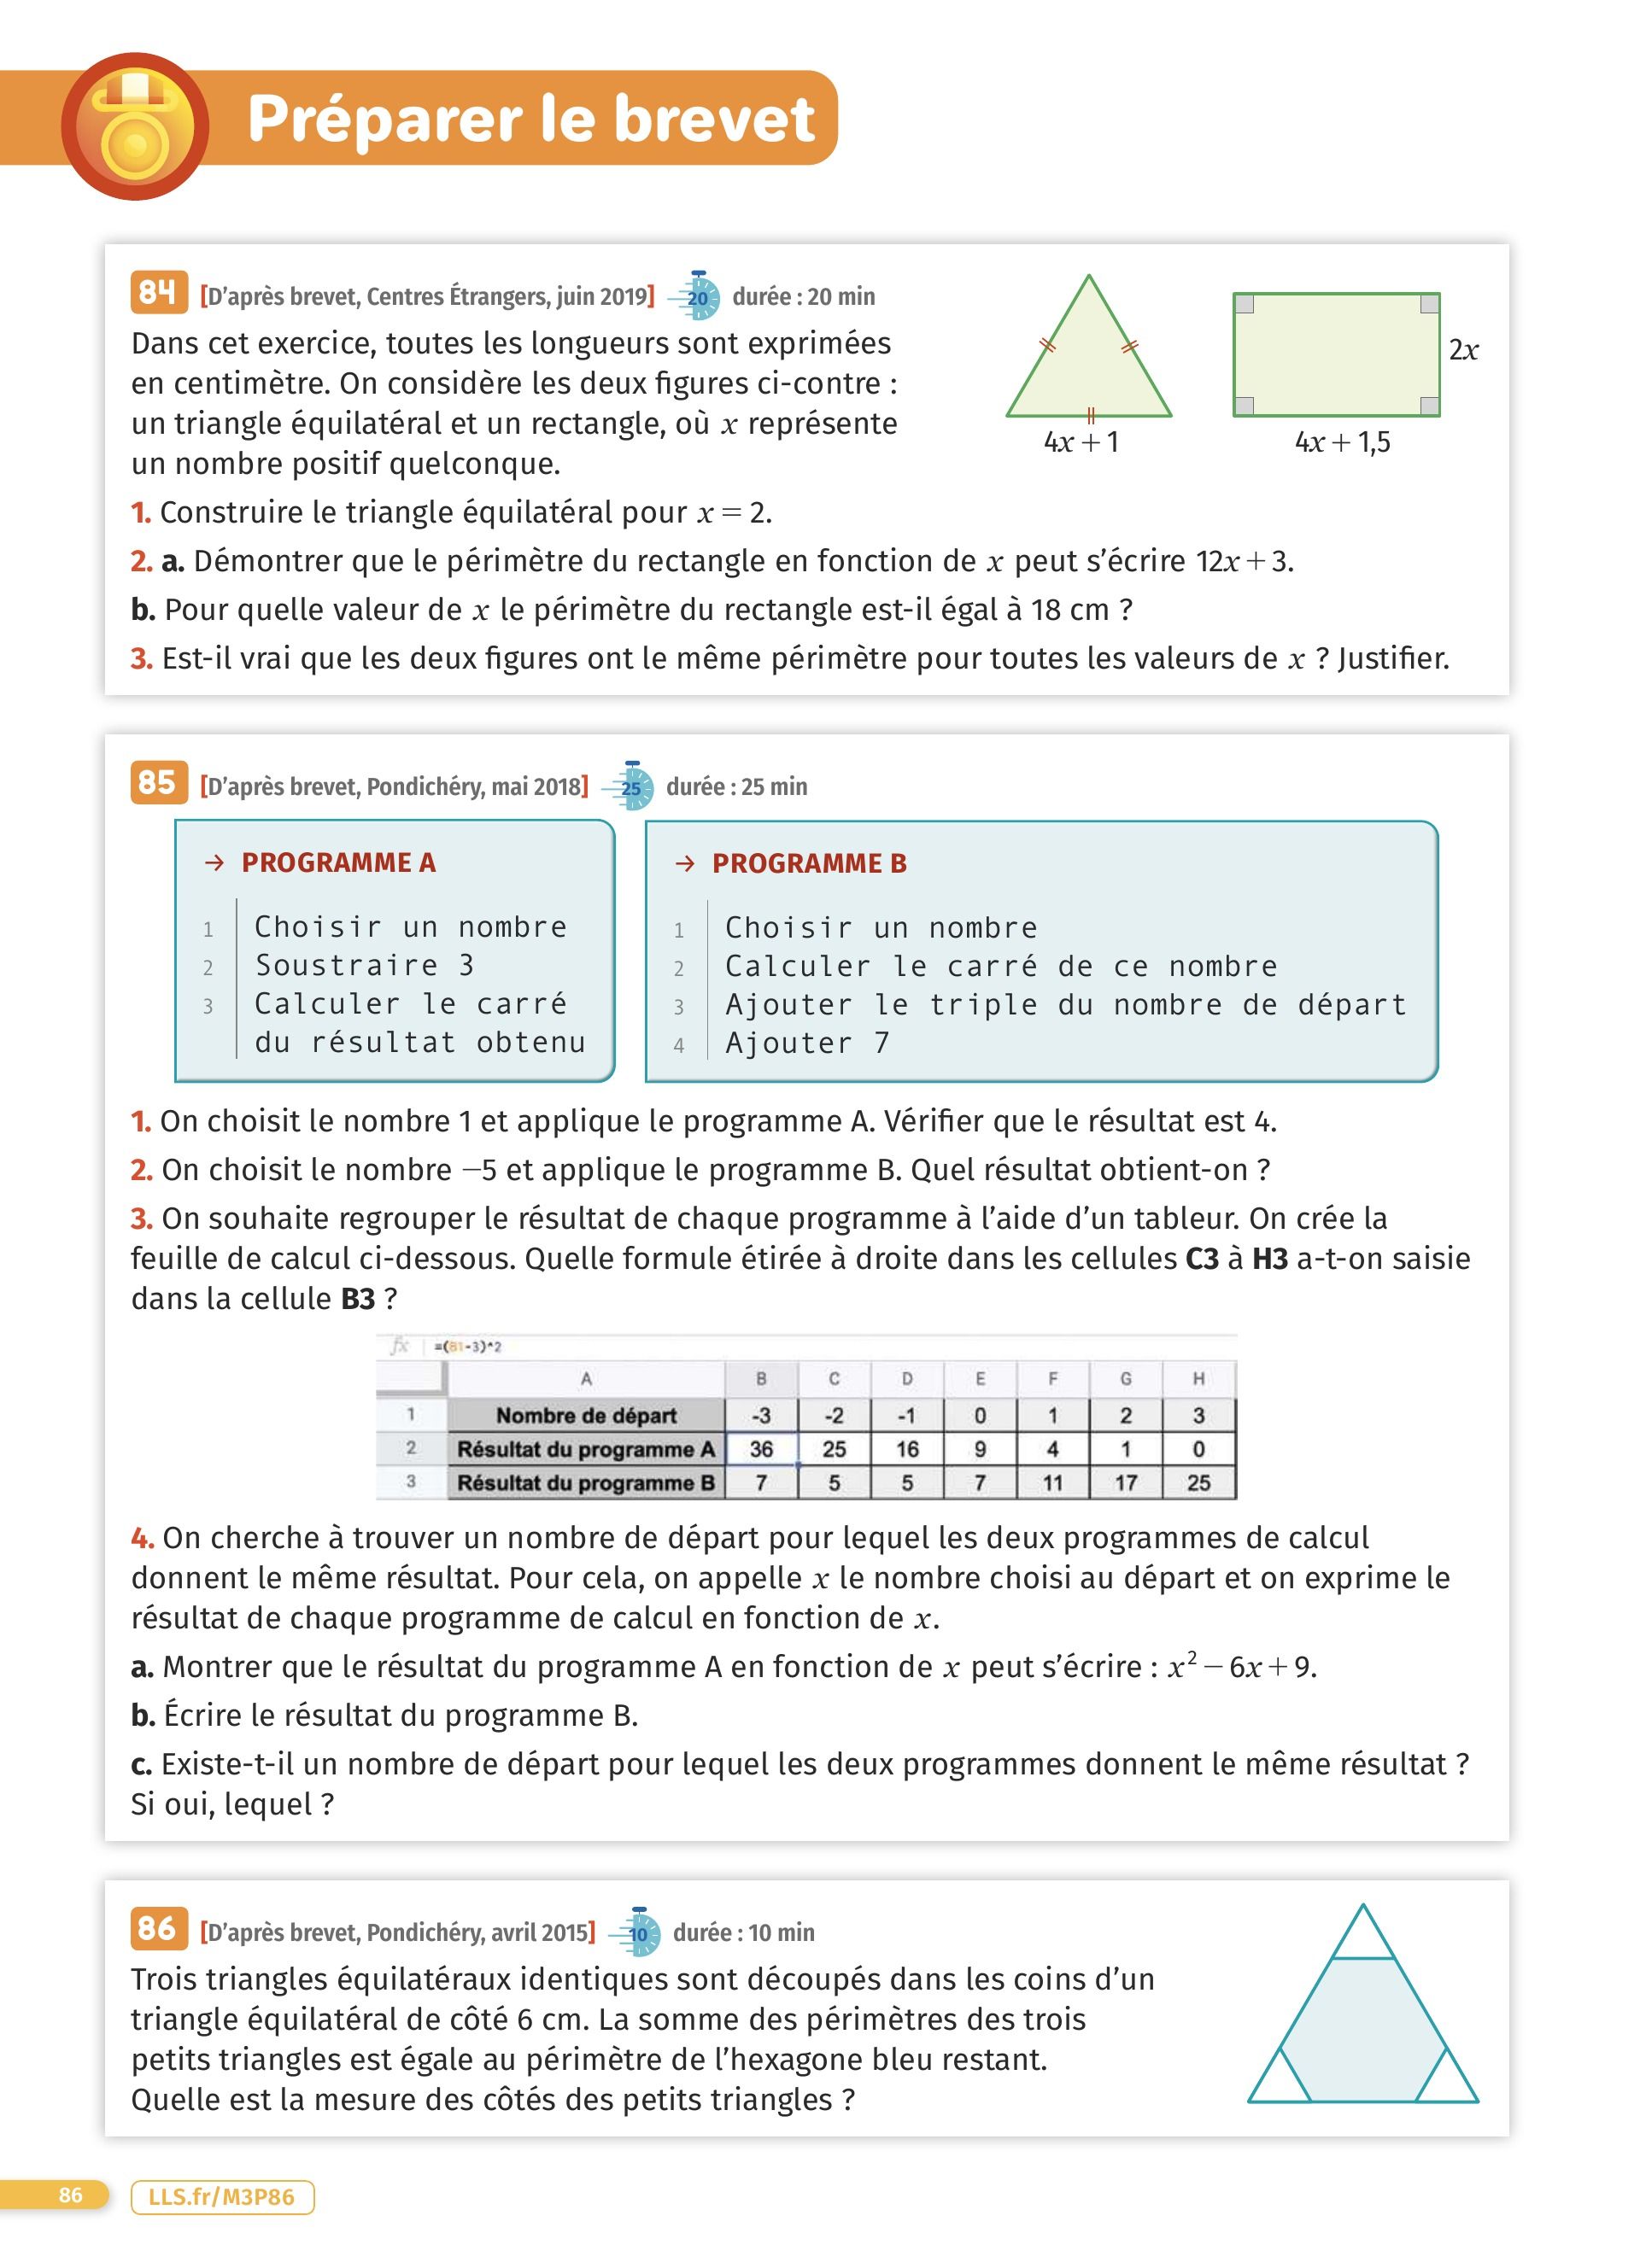 Préparer le brevet
84 [D'après brevet, Centres Étrangers, juin 2019] 20 durée : 20 min
Dans cet exercice, toutes les longueurs sont exprimées
en centimètre. On considère les deux figures ci-contre :
un triangle équilatéral et un rectangle, où x représente
un nombre positif quelconque.
4x + 1
2x
4x + 1,5
1. Construire le triangle équilatéral pour x = 2.
2. a. Démontrer que le périmètre du rectangle en fonction de x peut s'écrire 12x + 3.
b. Pour quelle valeur de x le périmètre du rectangle est-il égal à 18 cm ?
3. Est-il vrai que les deux figures ont le même périmètre pour toutes les valeurs de x ? Justifier.
85 [D'après brevet, Pondichéry, mai 2018] 25 durée : 25 min
→ PROGRAMME A
1 Choisir un nombre
2 Soustraire 3
3 Calculer le carré
du résultat obtenu
→ PROGRAMME B
1 Choisir un nombre
2 Calculer le carré de ce nombre
3 Ajouter le triple du nombre de départ
4 Ajouter 7
1. On choisit le nombre 1 et applique le programme A. Vérifier que le résultat est 4.
2. On choisit le nombre −5 et applique le programme B. Quel résultat obtient-on ?
3. On souhaite regrouper le résultat de chaque programme à l'aide d'un tableur. On crée la
feuille de calcul ci-dessous. Quelle formule étirée à droite dans les cellules C3 à H3 a-t-on saisie
dans la cellule B3 ?
fx =(B1-3)^2
A B C D E F G H
1 Nombre de départ -3 -2 -1 0 1 2 3
2 Résultat du programme A 36 25 16 9 4 1 0
3 Résultat du programme B 7 5 5 7 11 17 25
4. On cherche à trouver un nombre de départ pour lequel les deux programmes de calcul
donnent le même résultat. Pour cela, on appelle x le nombre choisi au départ et on exprime le
résultat de chaque programme de calcul en fonction de x.
a. Montrer que le résultat du programme A en fonction de x peut s'écrire : x² − 6x + 9.
b. Écrire le résultat du programme B.
c. Existe-t-il un nombre de départ pour lequel les deux programmes donnent le même résultat ?
Si oui, lequel ?
86 [D'après brevet, Pondichéry, avril 2015] 10 durée : 10 min
Trois triangles équilatéraux identiques sont découpés dans les coins d'un
triangle équilatéral de côté 6 cm. La somme des périmètres des trois
petits triangles est égale au périmètre de l'hexagone bleu restant.
Quelle est la mesure des côtés des petits triangles ?
86
LLS.fr/M3P86